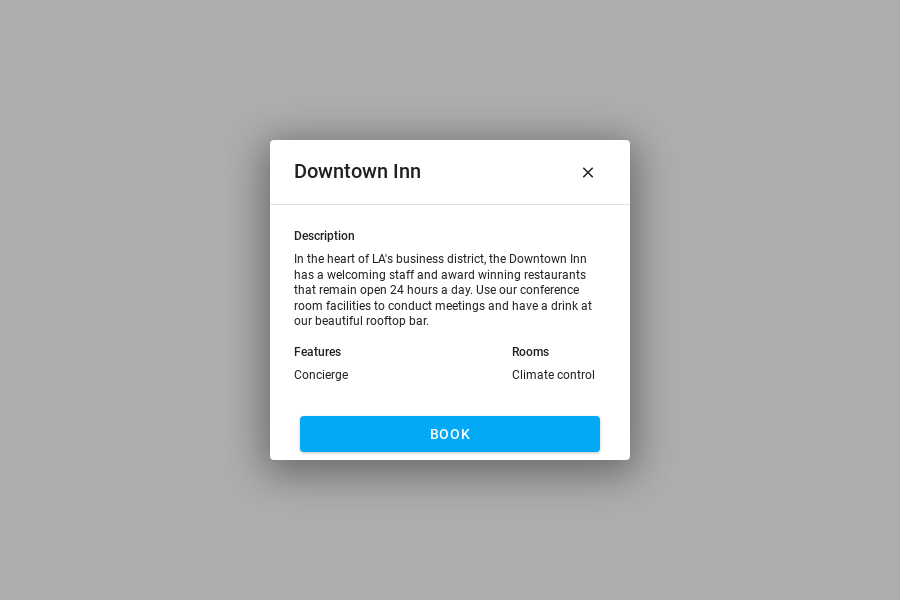 Downtown Inn
Description
In the heart of LA's business district, the Downtown Inn
has a welcoming staff and award winning restaurants
that remain open 24 hours a day. Use our conference
room facilities to conduct meetings and have a drink at
our beautiful rooftop bar.
Features
Concierge
Rooms
Climate control
BOOK